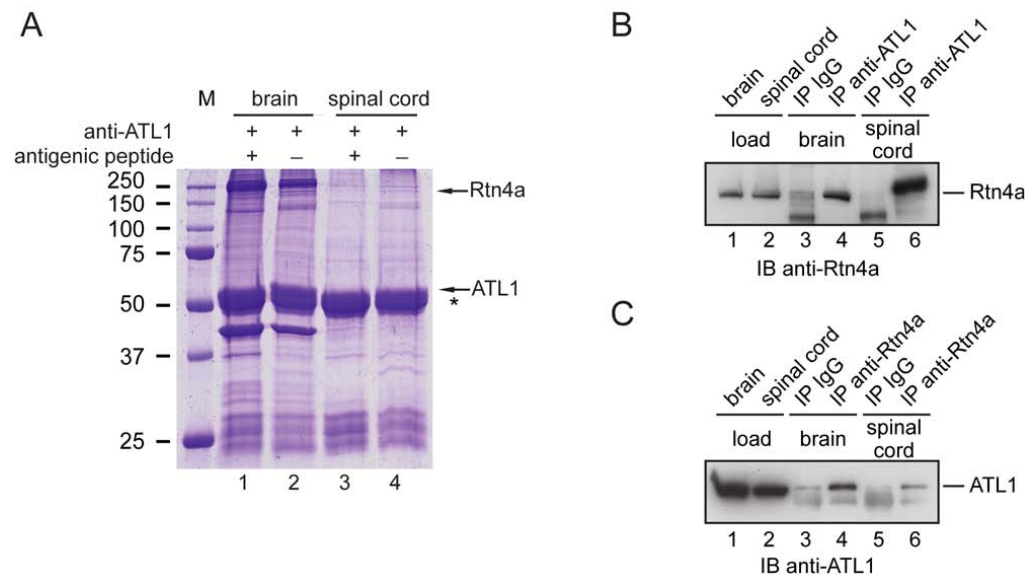 A
M brain spinal cord
anti-ATL1 + + + +
antigenic peptide + – + –
250
150
100
75
50
37
25
Rtn4a
ATL1
*
1 2 3 4
B
brain
spinal cord
IP IgG
IP anti-ATL1
IP IgG
IP anti-ATL1
load brain spinal
cord
Rtn4a
1 2 3 4 5 6
IB anti-Rtn4a
C
brain
spinal cord
IP IgG
IP anti-Rtn4a
IP IgG
IP anti-Rtn4a
load brain spinal
cord
ATL1
1 2 3 4 5 6
IB anti-ATL1